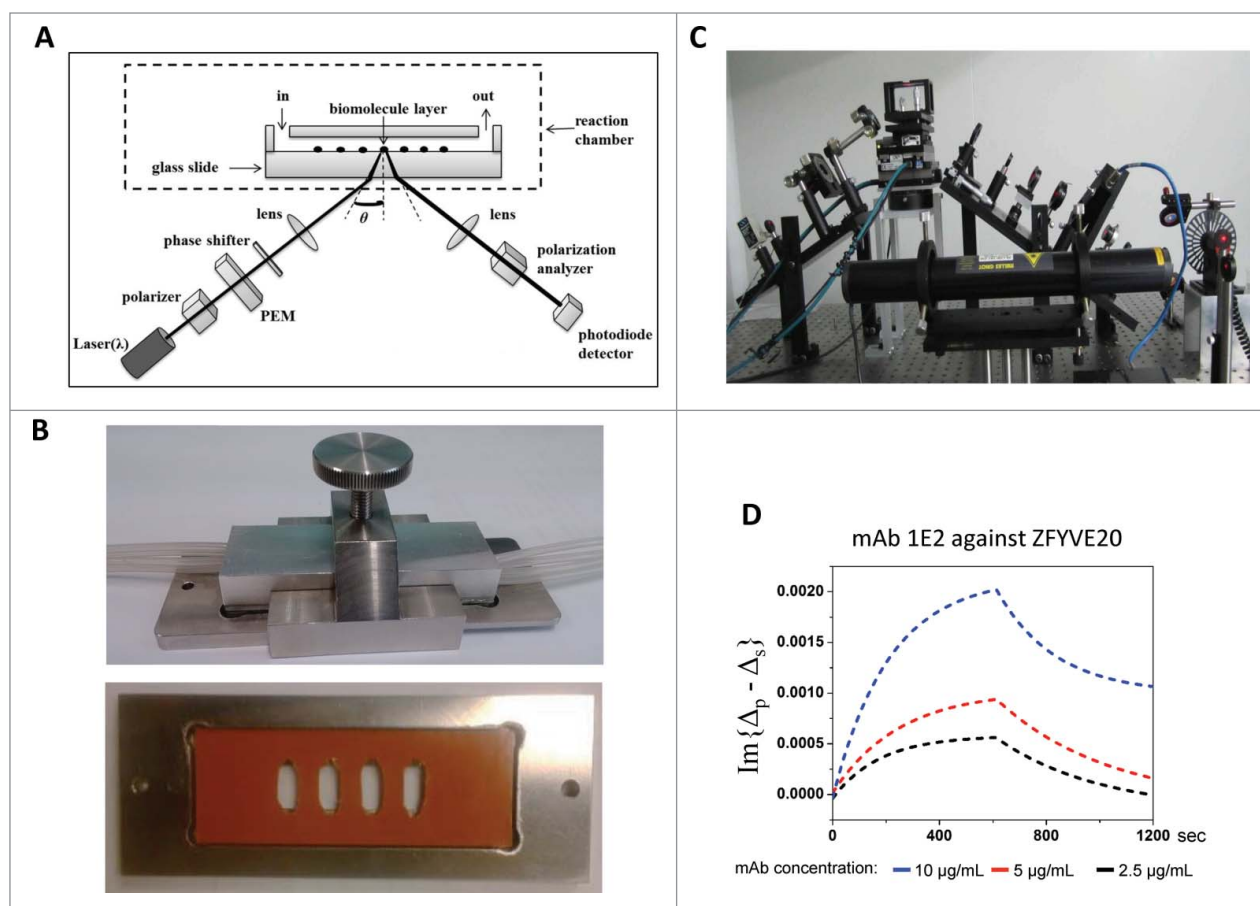 A
in
out
biomolecule layer
reaction
chamber
glass slide
lens
θ
lens
phase shifter
polarizer
PEM
polarization
analyzer
Laser(λ)
photodiode
detector
C
B
D
mAb 1E2 against ZFYVE20
Im{Δp - Δs}
0.0020
0.0015
0.0010
0.0005
0.0000
0 400 800 1200 sec
mAb concentration: 10 µg/mL 5 µg/mL 2.5 µg/mL